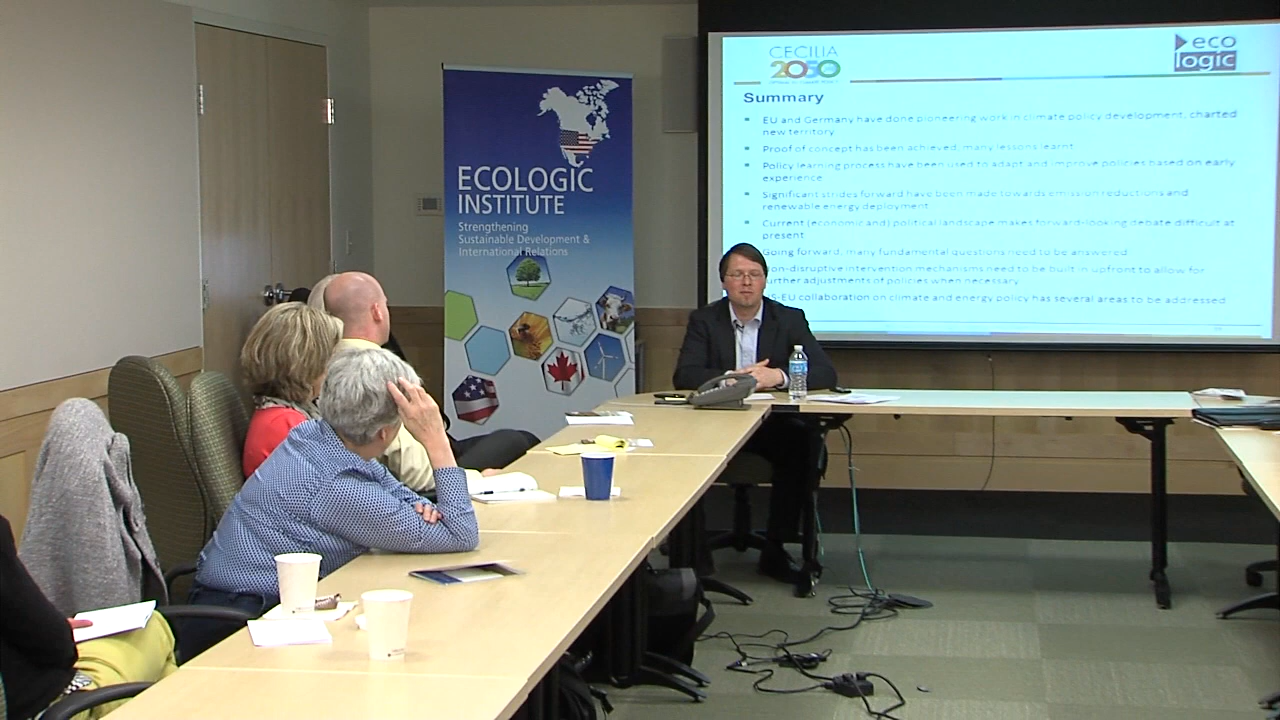 ECOLOGIC
INSTITUTE
Strengthening
Sustainable Development &
International Relations
CECILIA
2050
eco
logic
Summary
EU and Germany have done pioneering work in climate policy development, charted
new territory
Proof of concept has been achieved, many lessons learnt
Policy learning process have been used to adapt and improve policies based on early
experience
Significant strides forward have been made towards emission reductions and
renewable energy deployment
Current (economic and) political landscape makes forward-looking debate difficult at
present
Going forward, many fundamental questions need to be answered
on-disruptive intervention mechanisms need to be built in upfront to allow for
urther adjustments of policies when necessary
S-EU collaboration on climate and energy policy has several areas to be addressed